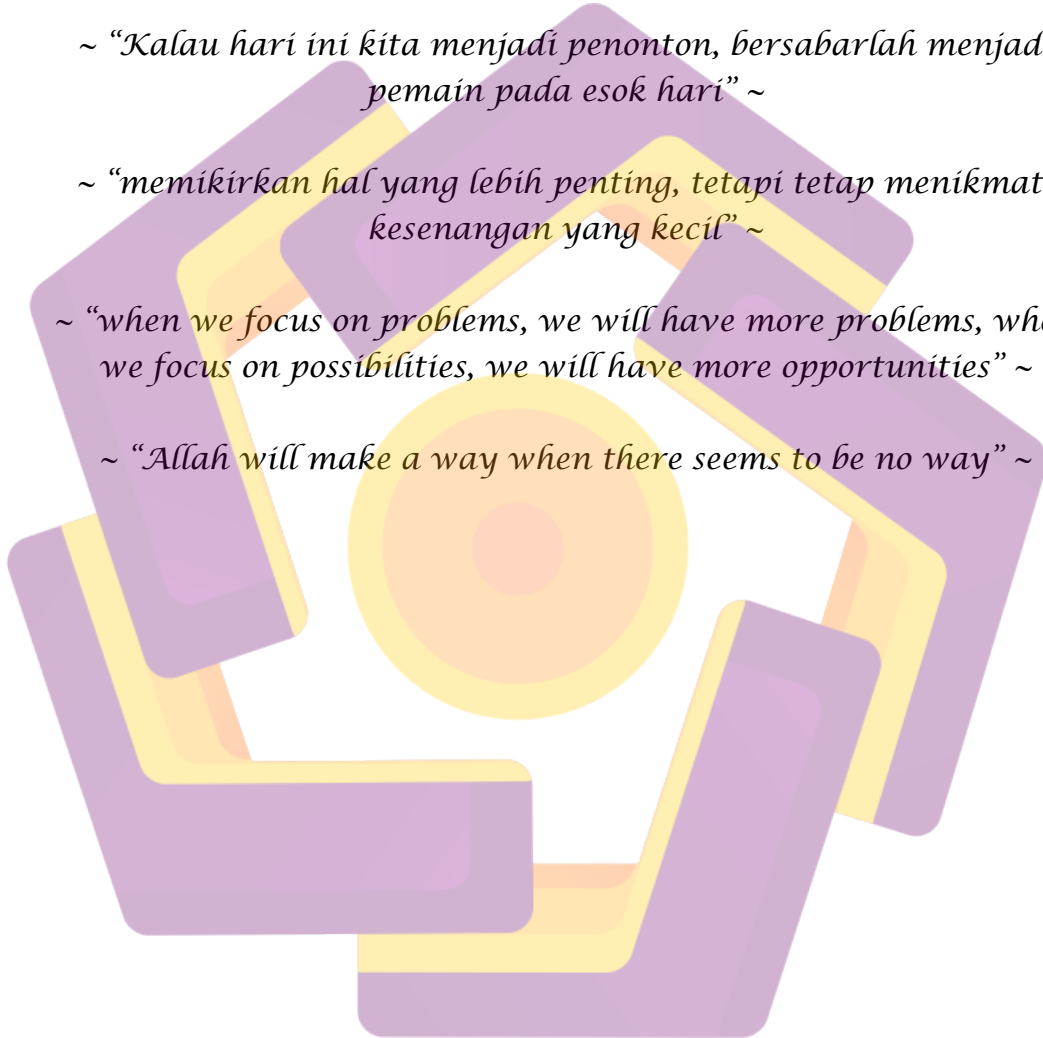 ~ “Kalau hari ini kita menjadi penonton, bersabarlah menjad
pemain pada esok hari” ~
~ “memikirkan hal yang lebih penting, tetapi tetap menikmat
kesenangan yang kecil” ~
~ “when we focus on problems, we will have more problems,
we focus on possibilities, we will have more opportunities” ~
~ “Allah will make a way when there seems to be no way” ~